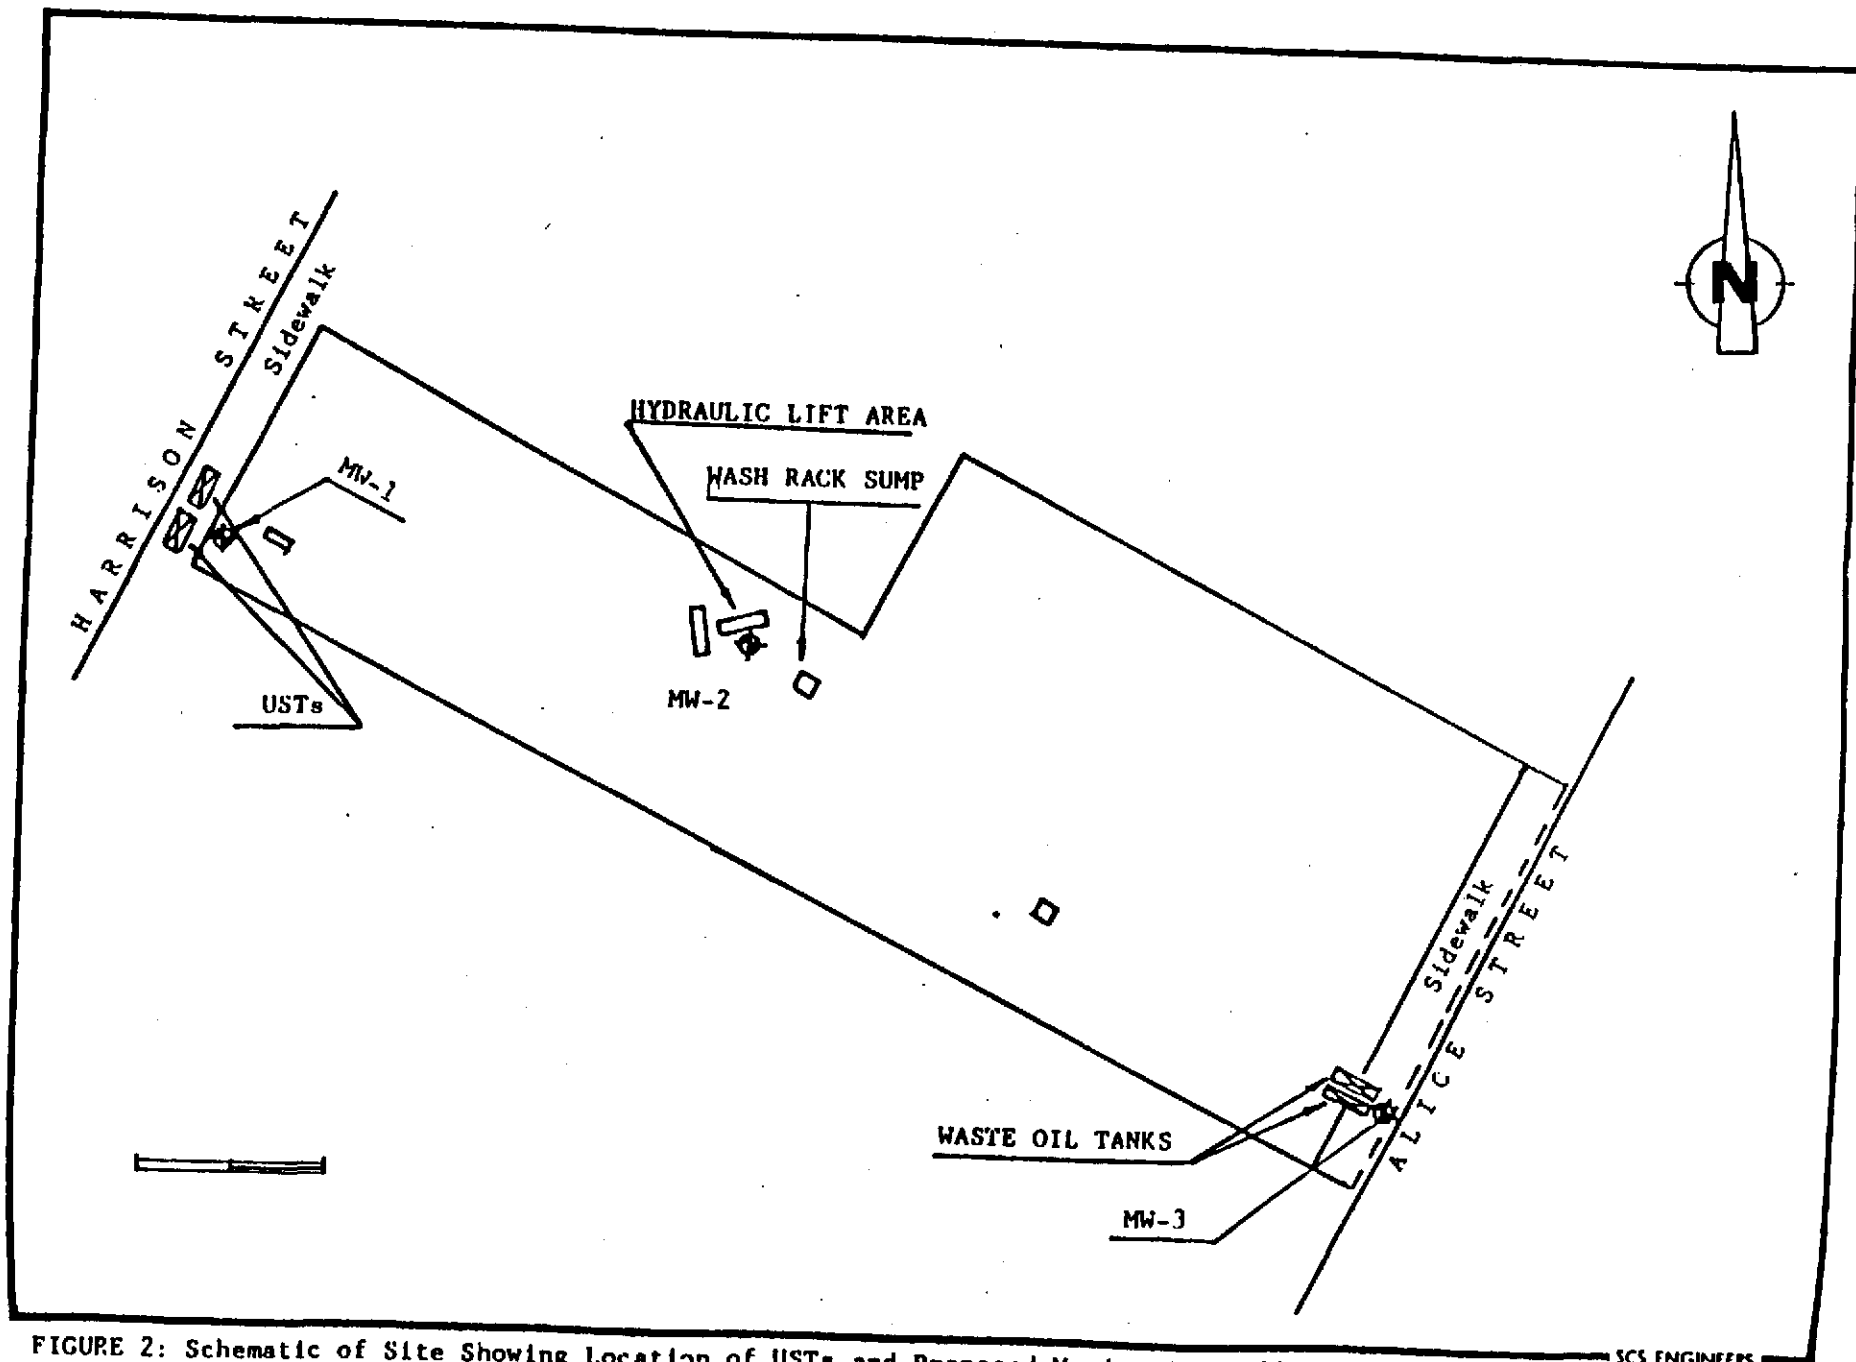 HARRISON STREET
Sidewalk
N
HYDRAULIC LIFT AREA
WASH RACK SUMP
MW-1
USTs
MW-2
Sidewalk
ALICE STREET
WASTE OIL TANKS
MW-3
FIGURE 2: Schematic of Site Showing Location of USTs and Proposed
SCS ENGINEERS